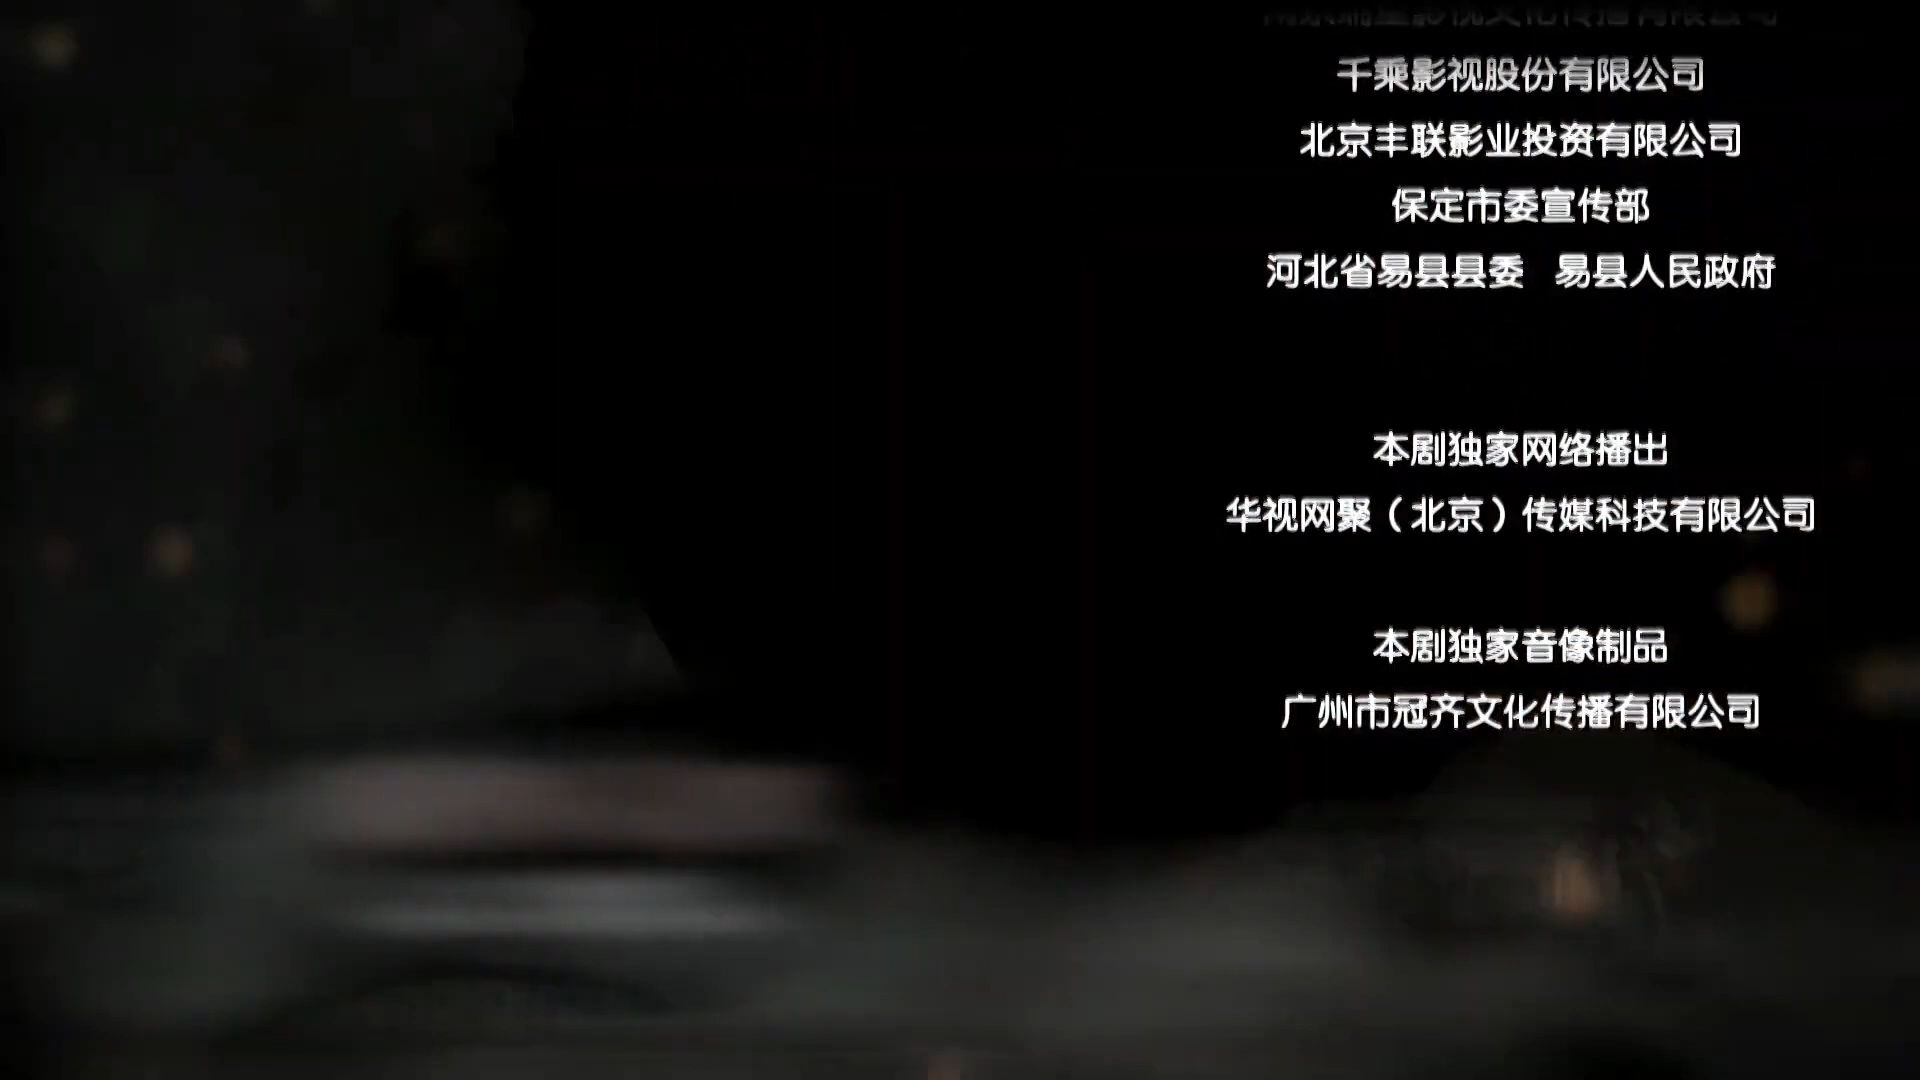 千乘影视股份有限公司
北京丰联影业投资有限公司
保定市委宣传部
河北省易县县委 易县人民政府
本剧独家网络播出
华视网聚（北京）传媒科技有限公司
本剧独家音像制品
广州市冠齐文化传播有限公司